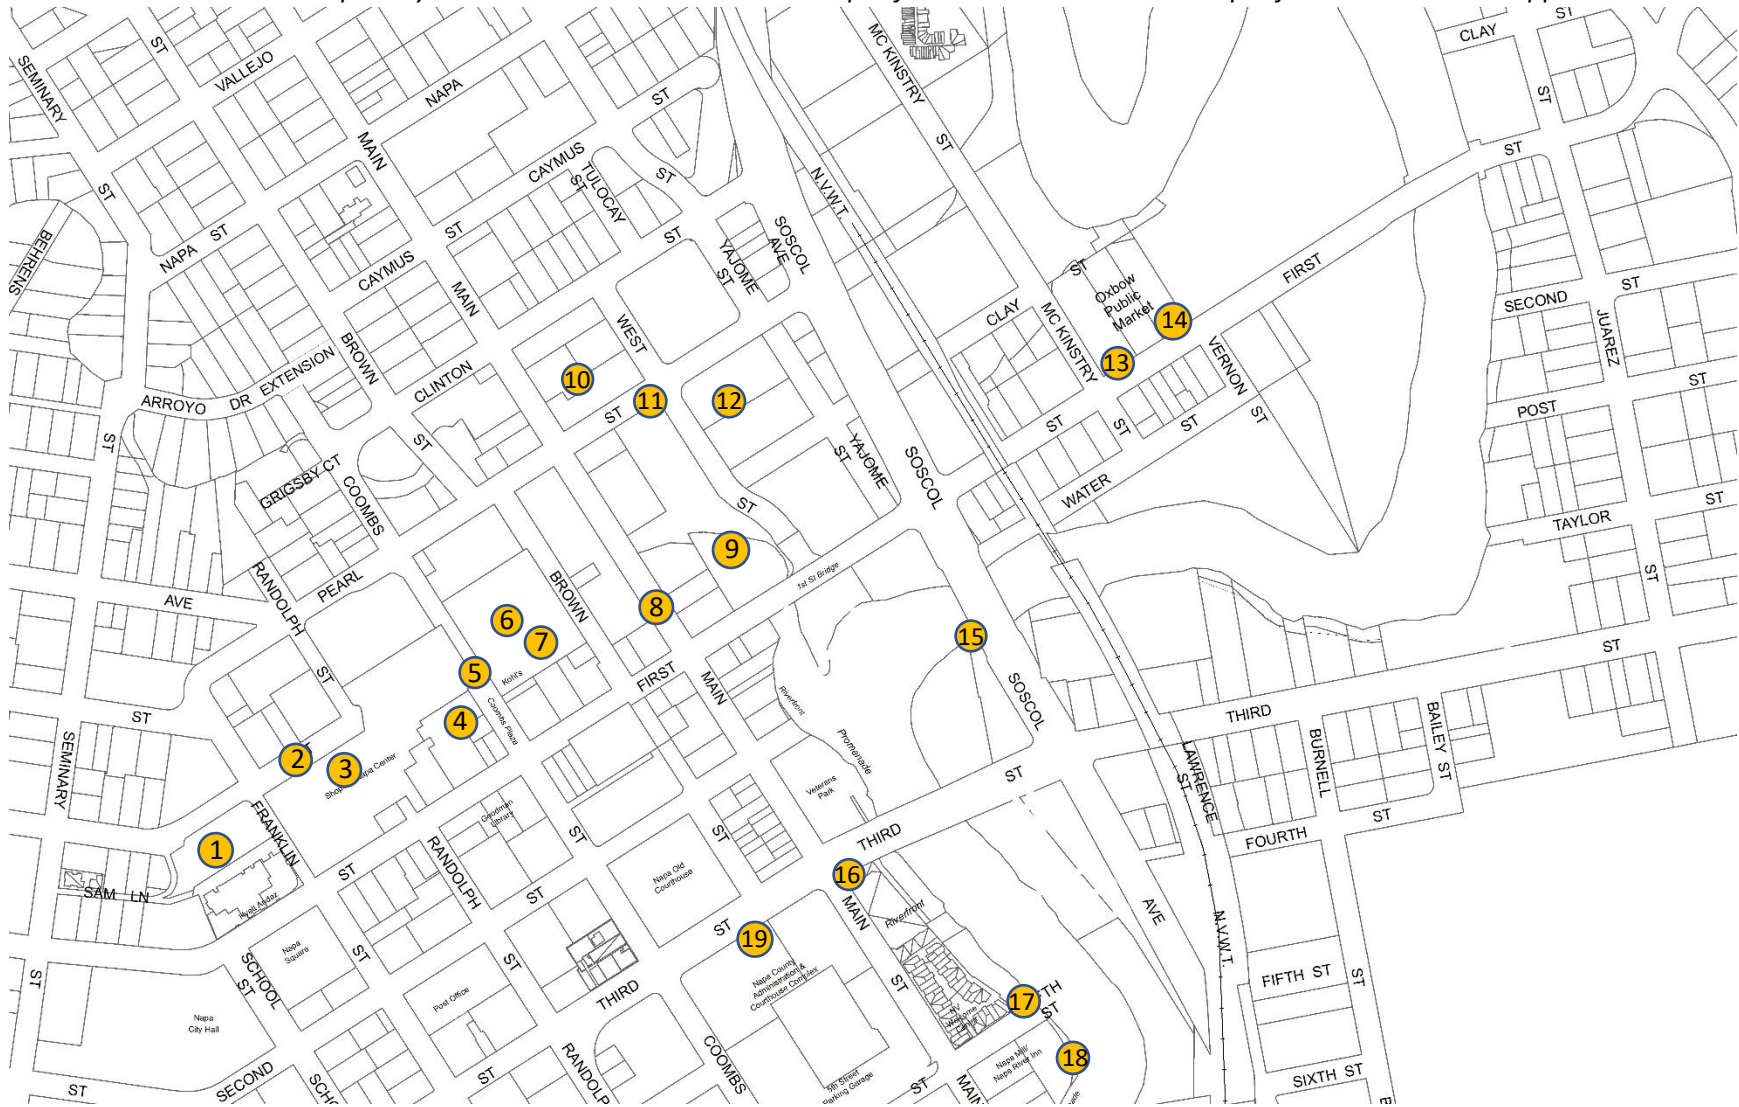 ST
CLAY
SEMINARY
ST
VALLEJO
NAPA
ST
MC KINSTRY
ST
ST
MAIN
CAYMUS
TULOCAY
ST
ST
ST
N.V.W.T.
ST
BEHRENS
NAPA ST
ST
CAYMUS
MAIN
ST
YAJOME
ST
SOSCOL
AVE
ST
Oxbow
Public
Market
FIRST
SECOND
ST
JUAREZ
14
13
CLAY
MC KINSTRY
VERNON
ST
BROWN
WEST
ARROYO DR EXTENSION
CLINTON
ST
10
11
12
ST
ST
ST
ST
ST
POST
ST
ST
GRIGSBY CT
COOMBS
YAJOME
ST
SOSCOL
WATER
TAYLOR
ST
ST
ST
9
1st St Bridge
RANDOLPH
ST
PEARL
AVE
BROWN
8
6
7
5
Kohl's
FIRST
MAIN
15
SOSCOL
ST
4
Coombs Plaza
Riverfront
Promenade
ST
SEMINARY
2
3
THIRD
BURNELL
BAILEY ST
LAWRENCE
ST
ST
Veterans
Park
1
FRANKLIN
Goodman
Library
ST
ST
THIRD
FOURTH
ST
SAM LN
Hyatt Andaz
ST
RANDOLPH
ST
Napa Old
Courthouse
16
MAIN
Riverfront
AVE
N.V.W.T.
Napa
Square
ST
ST
ST
19
Napa County
Administration &
Courthouse Complex
ST
FIFTH ST
ST
ST
SCHOOL
ST
Post Office
THIRD
17
ST
Napa
City Hall
COOMBS
5th Street
Parking Garage
Napa Mill/
Napa River Inn
18
SECOND
ST
ST
ST
MAIN
SIXTH ST